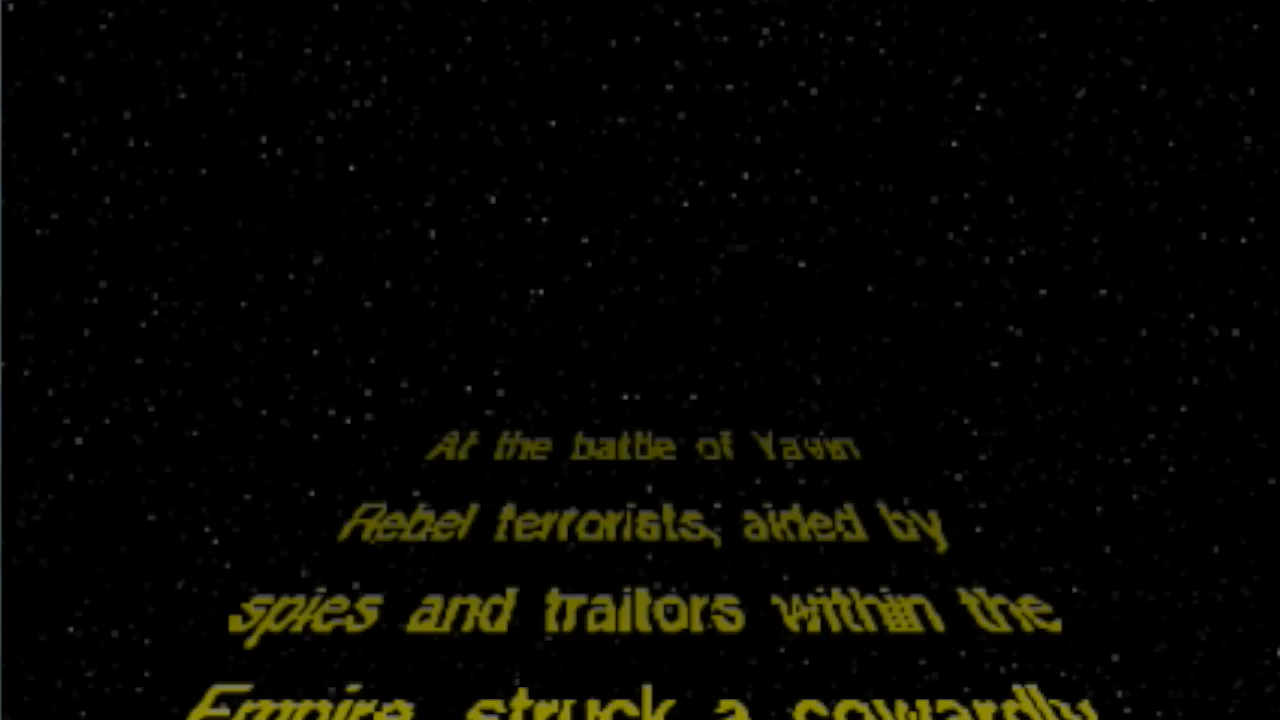 At the battle of Yavin
Rebel terrorists, aided by
spies and traitors within the
Empire, struck a cowardly